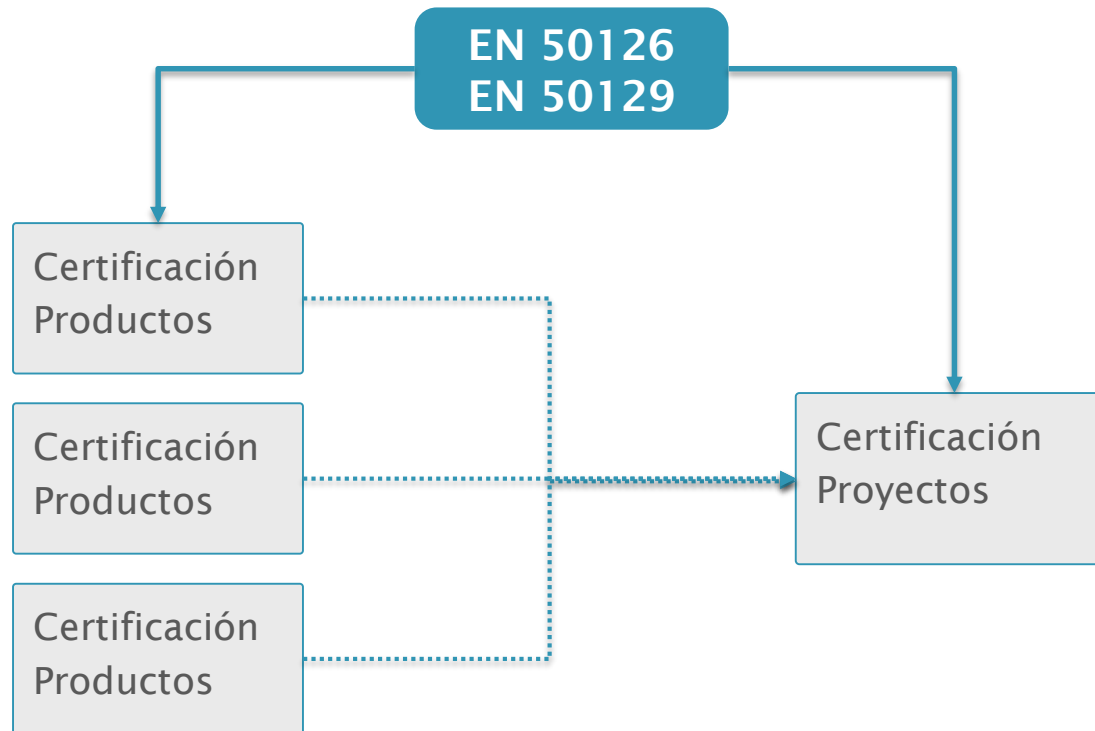 EN 50126
EN 50129
Certificación
Productos
Certificación
Productos
Certificación
Productos
Certificación
Proyectos